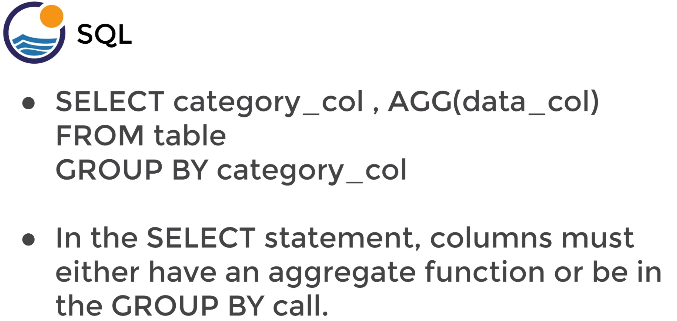 SQL
● SELECT category_col , AGG(data_col)
FROM table
GROUP BY category_col
● In the SELECT statement, columns must
either have an aggregate function or be in
the GROUP BY call.